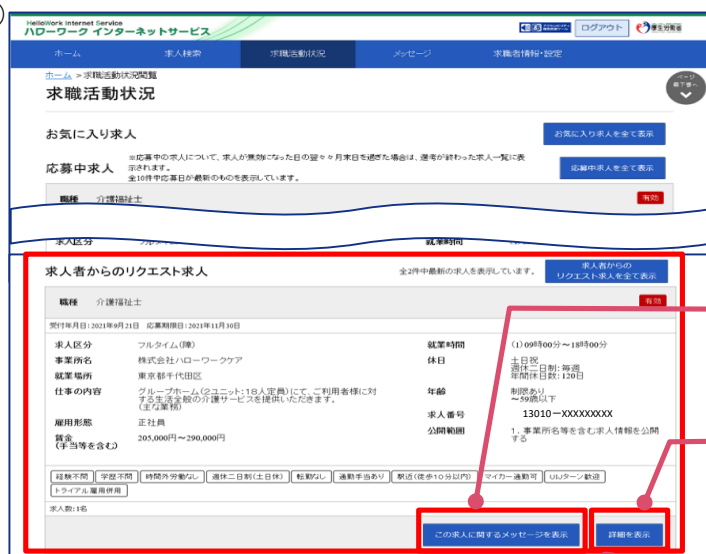 HelloWork Internet Service
ハローワーク インターネットサービス
ログアウト
厚生労働省
ホーム 求人検索 求職活動状況 メッセージ 求職者情報・設定
ホーム > 求職活動状況閲覧
ページ
最下部へ
求職活動状況
お気に入り求人
お気に入り求人を全て表示
※応募中の求人について、求人が無効になった日の翌々々月末日を過ぎた場合は、選考が終わった求人一覧に表
応募中求人 示されます。
全10件中応募日が最新のものを表示しています。
応募中求人を全て表示
職種 介護福祉士 有効
求人区分 フルタイム 就業時間
求人者からのリクエスト求人 全2件中最新の求人を表示しています。
求人者からの
リクエスト求人を全て表示
職種 介護福祉士 有効
受付年月日:2021年9月21日 応募期限日:2021年11月30日
求人区分 フルタイム(障) 就業時間 (1)09時00分～18時00分
事業所名 株式会社ハローワークケア 休日 土日祝
週休二日制:毎週
年間休日数:120日
就業場所 東京都千代田区
仕事の内容 グループホーム(2ユニット:18人定員)にて、ご利用者様に対
する生活全般の介護サービスを提供いただきます。
(主な業務)
年齢 制限あり
～59歳以下
求人番号 13010－XXXXXXXXX
雇用形態 正社員
公開範囲 1.事業所名等を含む求人情報を公開
する
賃金
(手当等を含む) 205,000円～290,000円
経験不問 学歴不問 時間外労働なし 週休二日制(土日休) 転勤なし 通勤手当あり 駅近(徒歩10分以内) マイカー通勤可 UIJターン歓迎
トライアル雇用併用
求人数:1名
この求人に関するメッセージを表示 詳細を表示